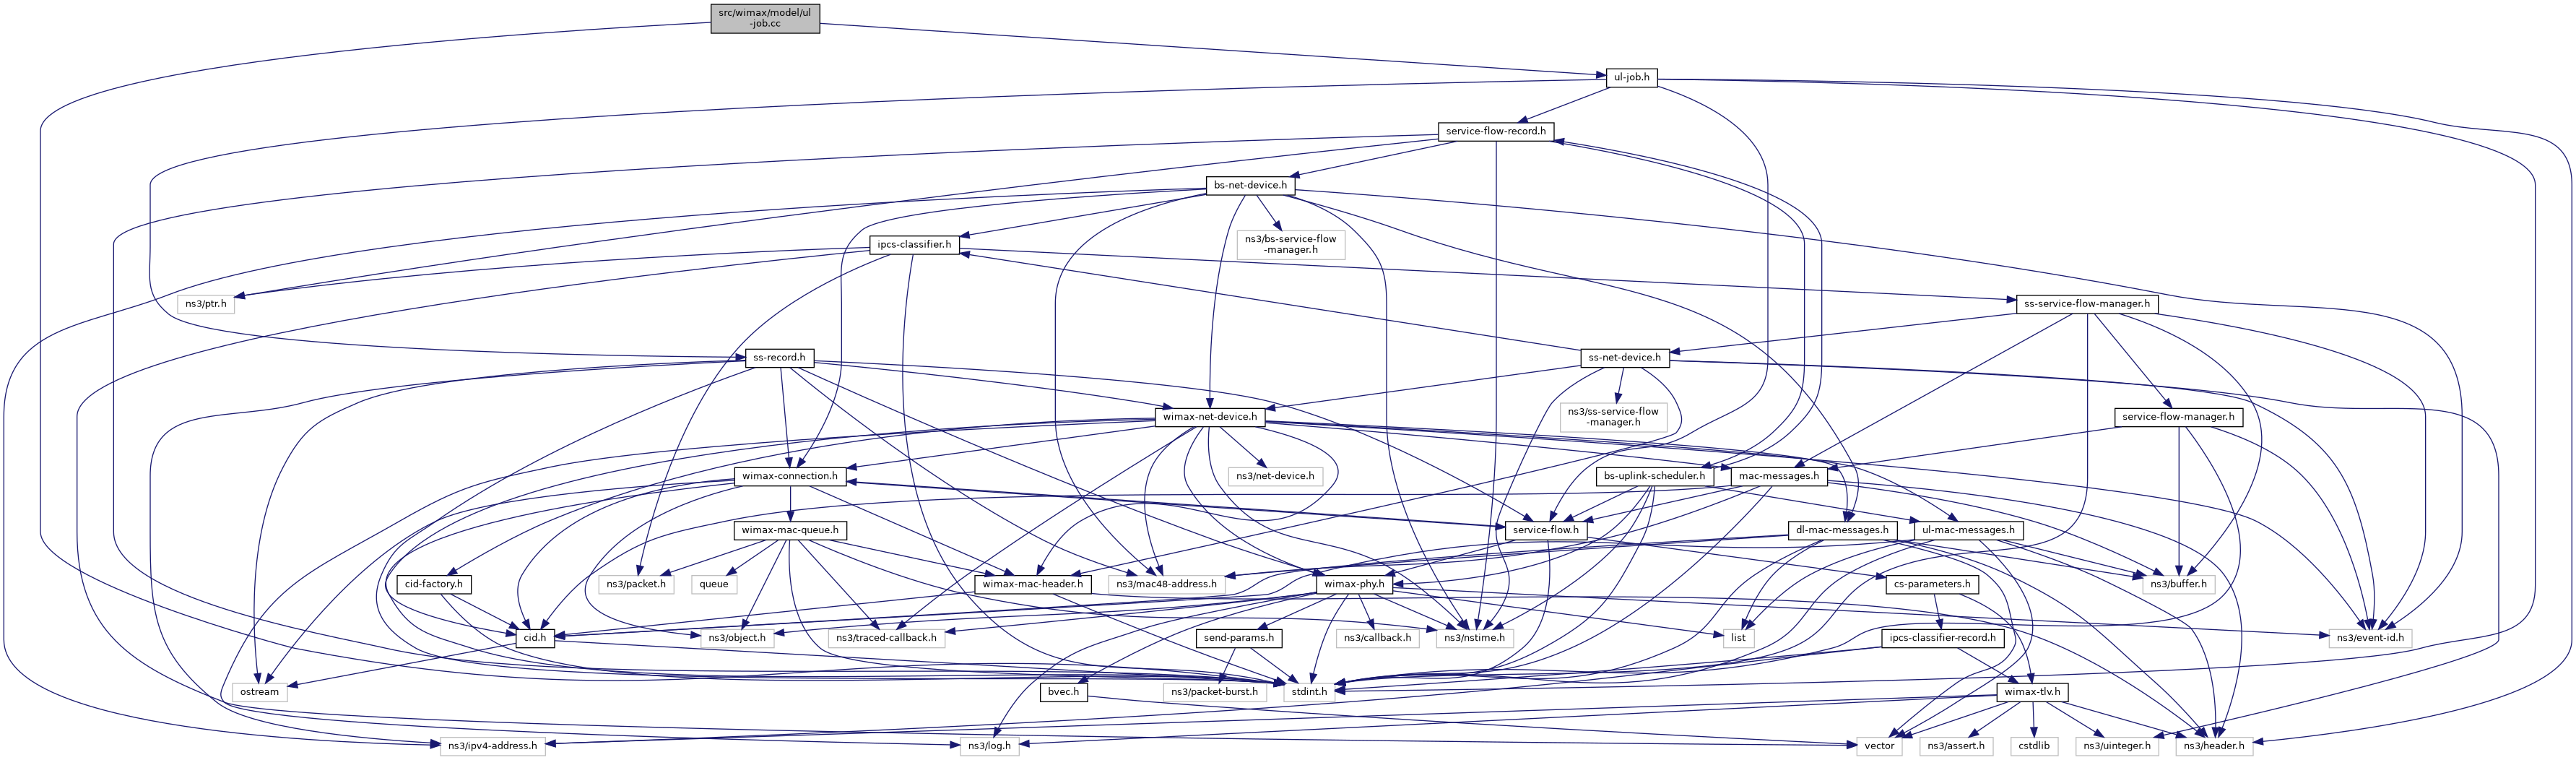 src/wimax/model/ul
-job.cc
ul-job.h
service-flow-record.h
bs-net-device.h
ipcs-classifier.h
ns3/bs-service-flow
-manager.h
ns3/ptr.h
ss-service-flow-manager.h
ss-record.h
ss-net-device.h
wimax-net-device.h
ns3/ss-service-flow
-manager.h
service-flow-manager.h
wimax-connection.h
ns3/net-device.h
bs-uplink-scheduler.h
mac-messages.h
wimax-mac-queue.h
service-flow.h
dl-mac-messages.h
ul-mac-messages.h
cid-factory.h
ns3/packet.h
queue
wimax-mac-header.h
ns3/mac48-address.h
wimax-phy.h
cs-parameters.h
ns3/buffer.h
cid.h
ns3/object.h
ns3/traced-callback.h
send-params.h
ns3/callback.h
ns3/nstime.h
list
ipcs-classifier-record.h
ns3/event-id.h
ostream
bvec.h
ns3/packet-burst.h
stdint.h
wimax-tlv.h
ns3/ipv4-address.h
ns3/log.h
vector
ns3/assert.h
cstdlib
ns3/uinteger.h
ns3/header.h